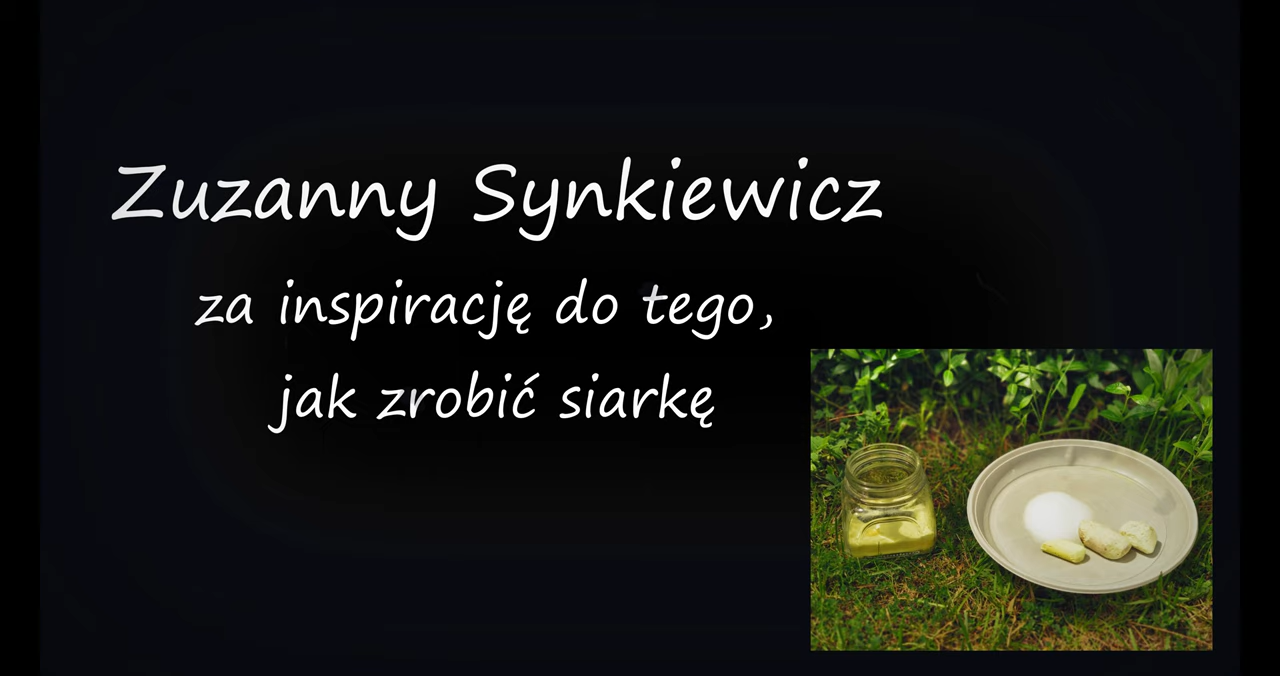 Zuzanny Synkiewicz
za inspirację do tego,
jak zrobić siarkę